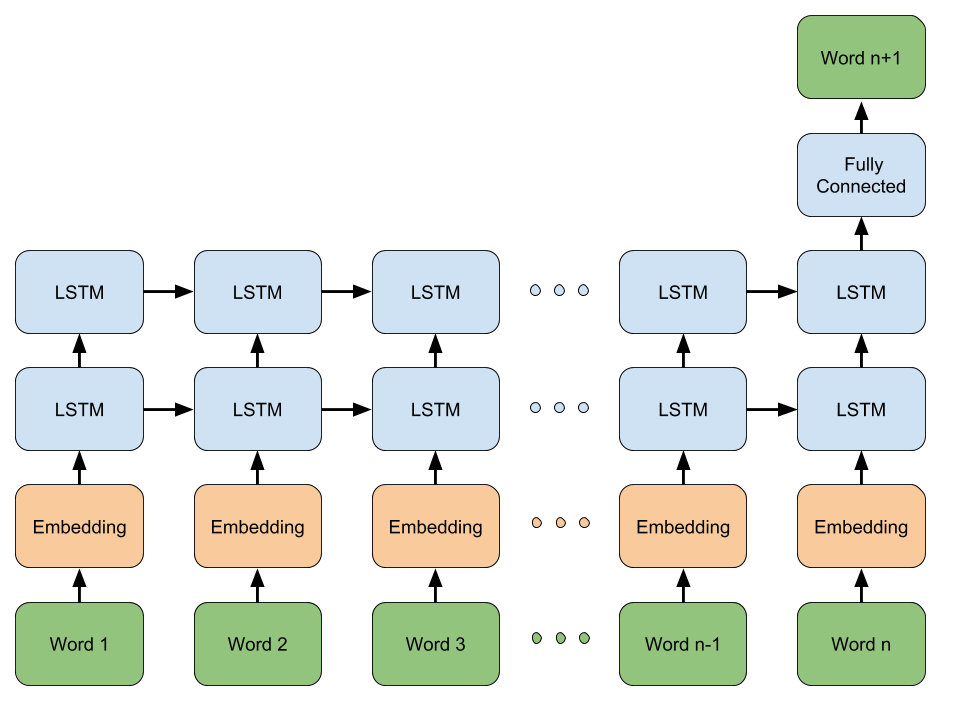 Word n+1
Fully
Connected
LSTM LSTM LSTM LSTM LSTM
LSTM LSTM LSTM LSTM LSTM
Embedding Embedding Embedding Embedding Embedding
Word 1 Word 2 Word 3 Word n-1 Word n